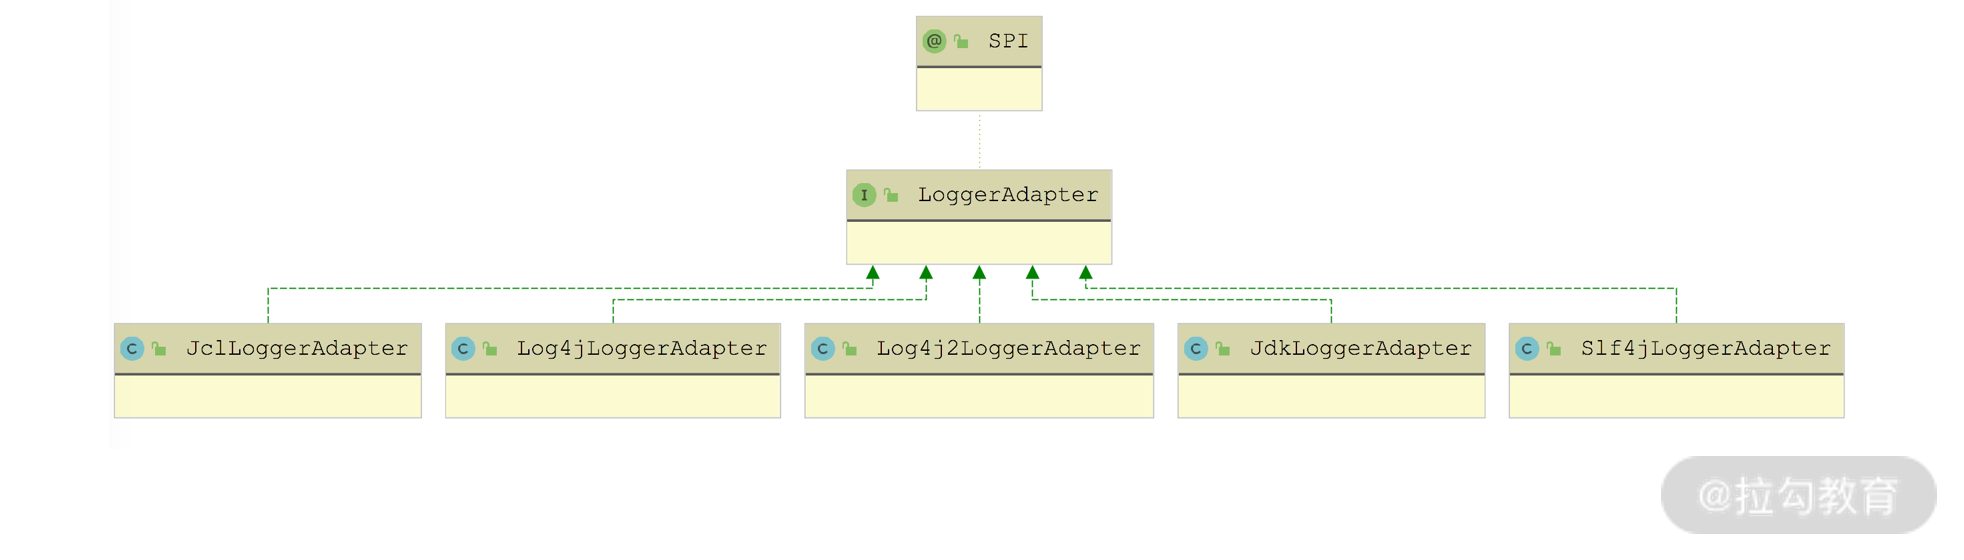 @ SPI
I LoggerAdapter
C JclLoggerAdapter
C Log4jLoggerAdapter
C Log4j2LoggerAdapter
C JdkLoggerAdapter
C Slf4jLoggerAdapter
@拉勾教育